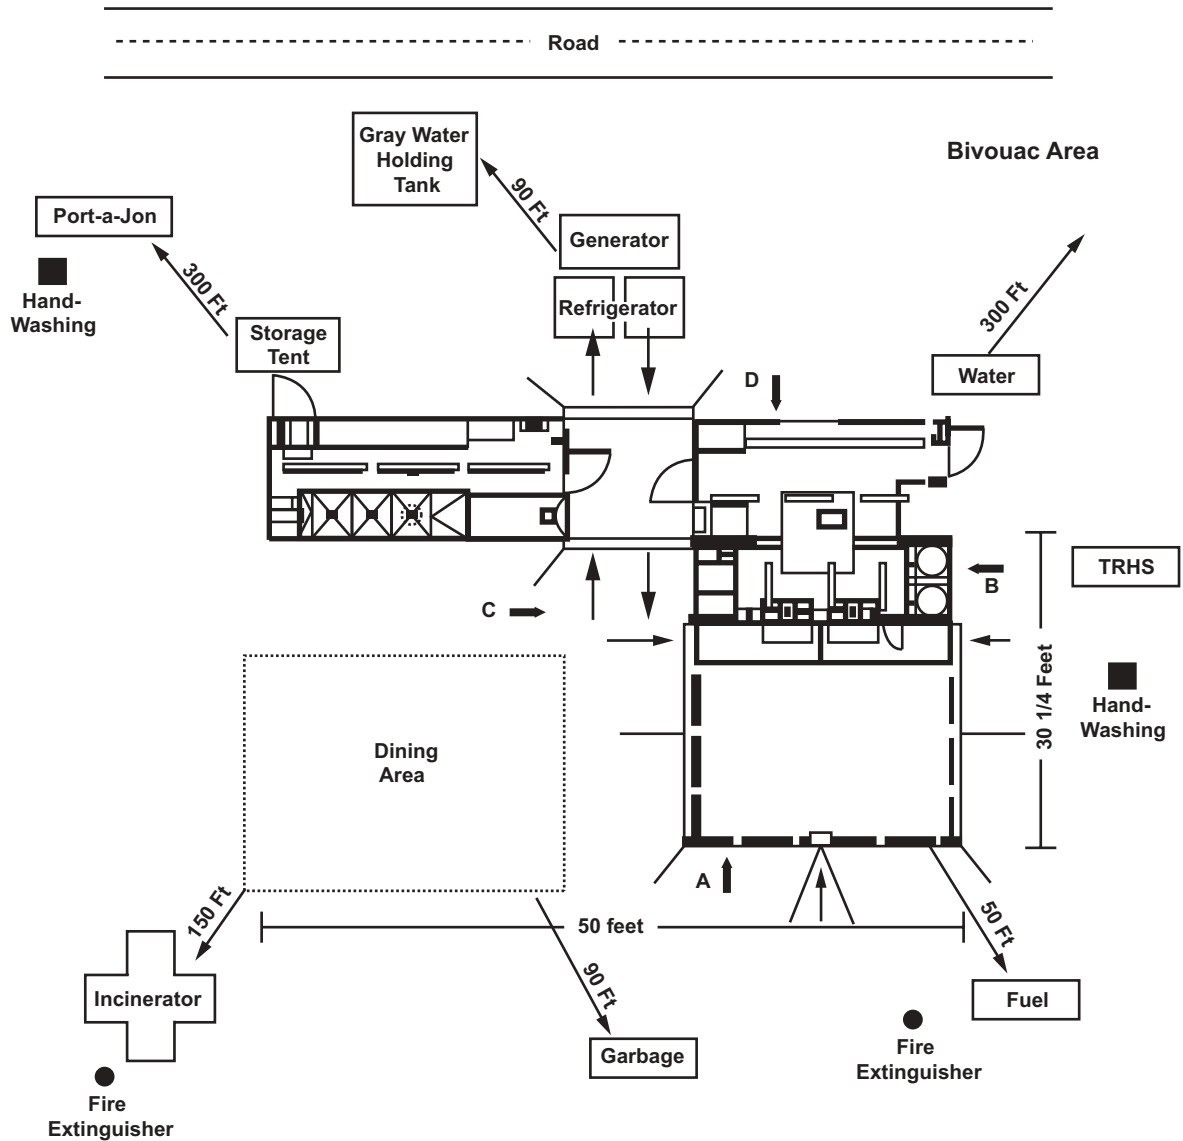 Road
Gray Water
Holding
Tank
Bivouac Area
90 Ft
Port-a-Jon
Generator
300 Ft
Hand-
Washing
Refrigerator
300 Ft
Storage
Tent
Water
D
TRHS
B
C
30 1/4 Feet
Hand-
Washing
Dining
Area
A
150 Ft
50 feet
50 Ft
90 Ft
Incinerator
Fuel
Fire
Extinguisher
Garbage
Fire
Extinguisher